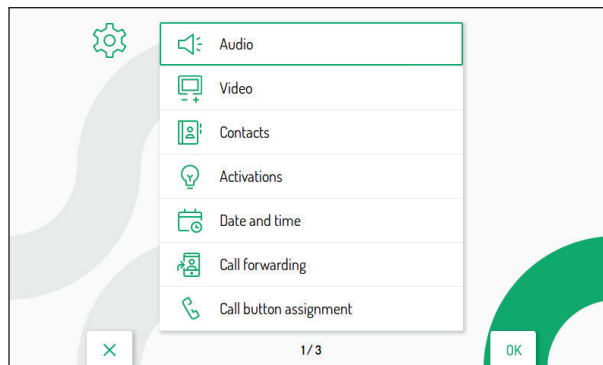 Audio
Video
Contacts
Activations
Date and time
Call forwarding
Call button assignment
1/3
OK